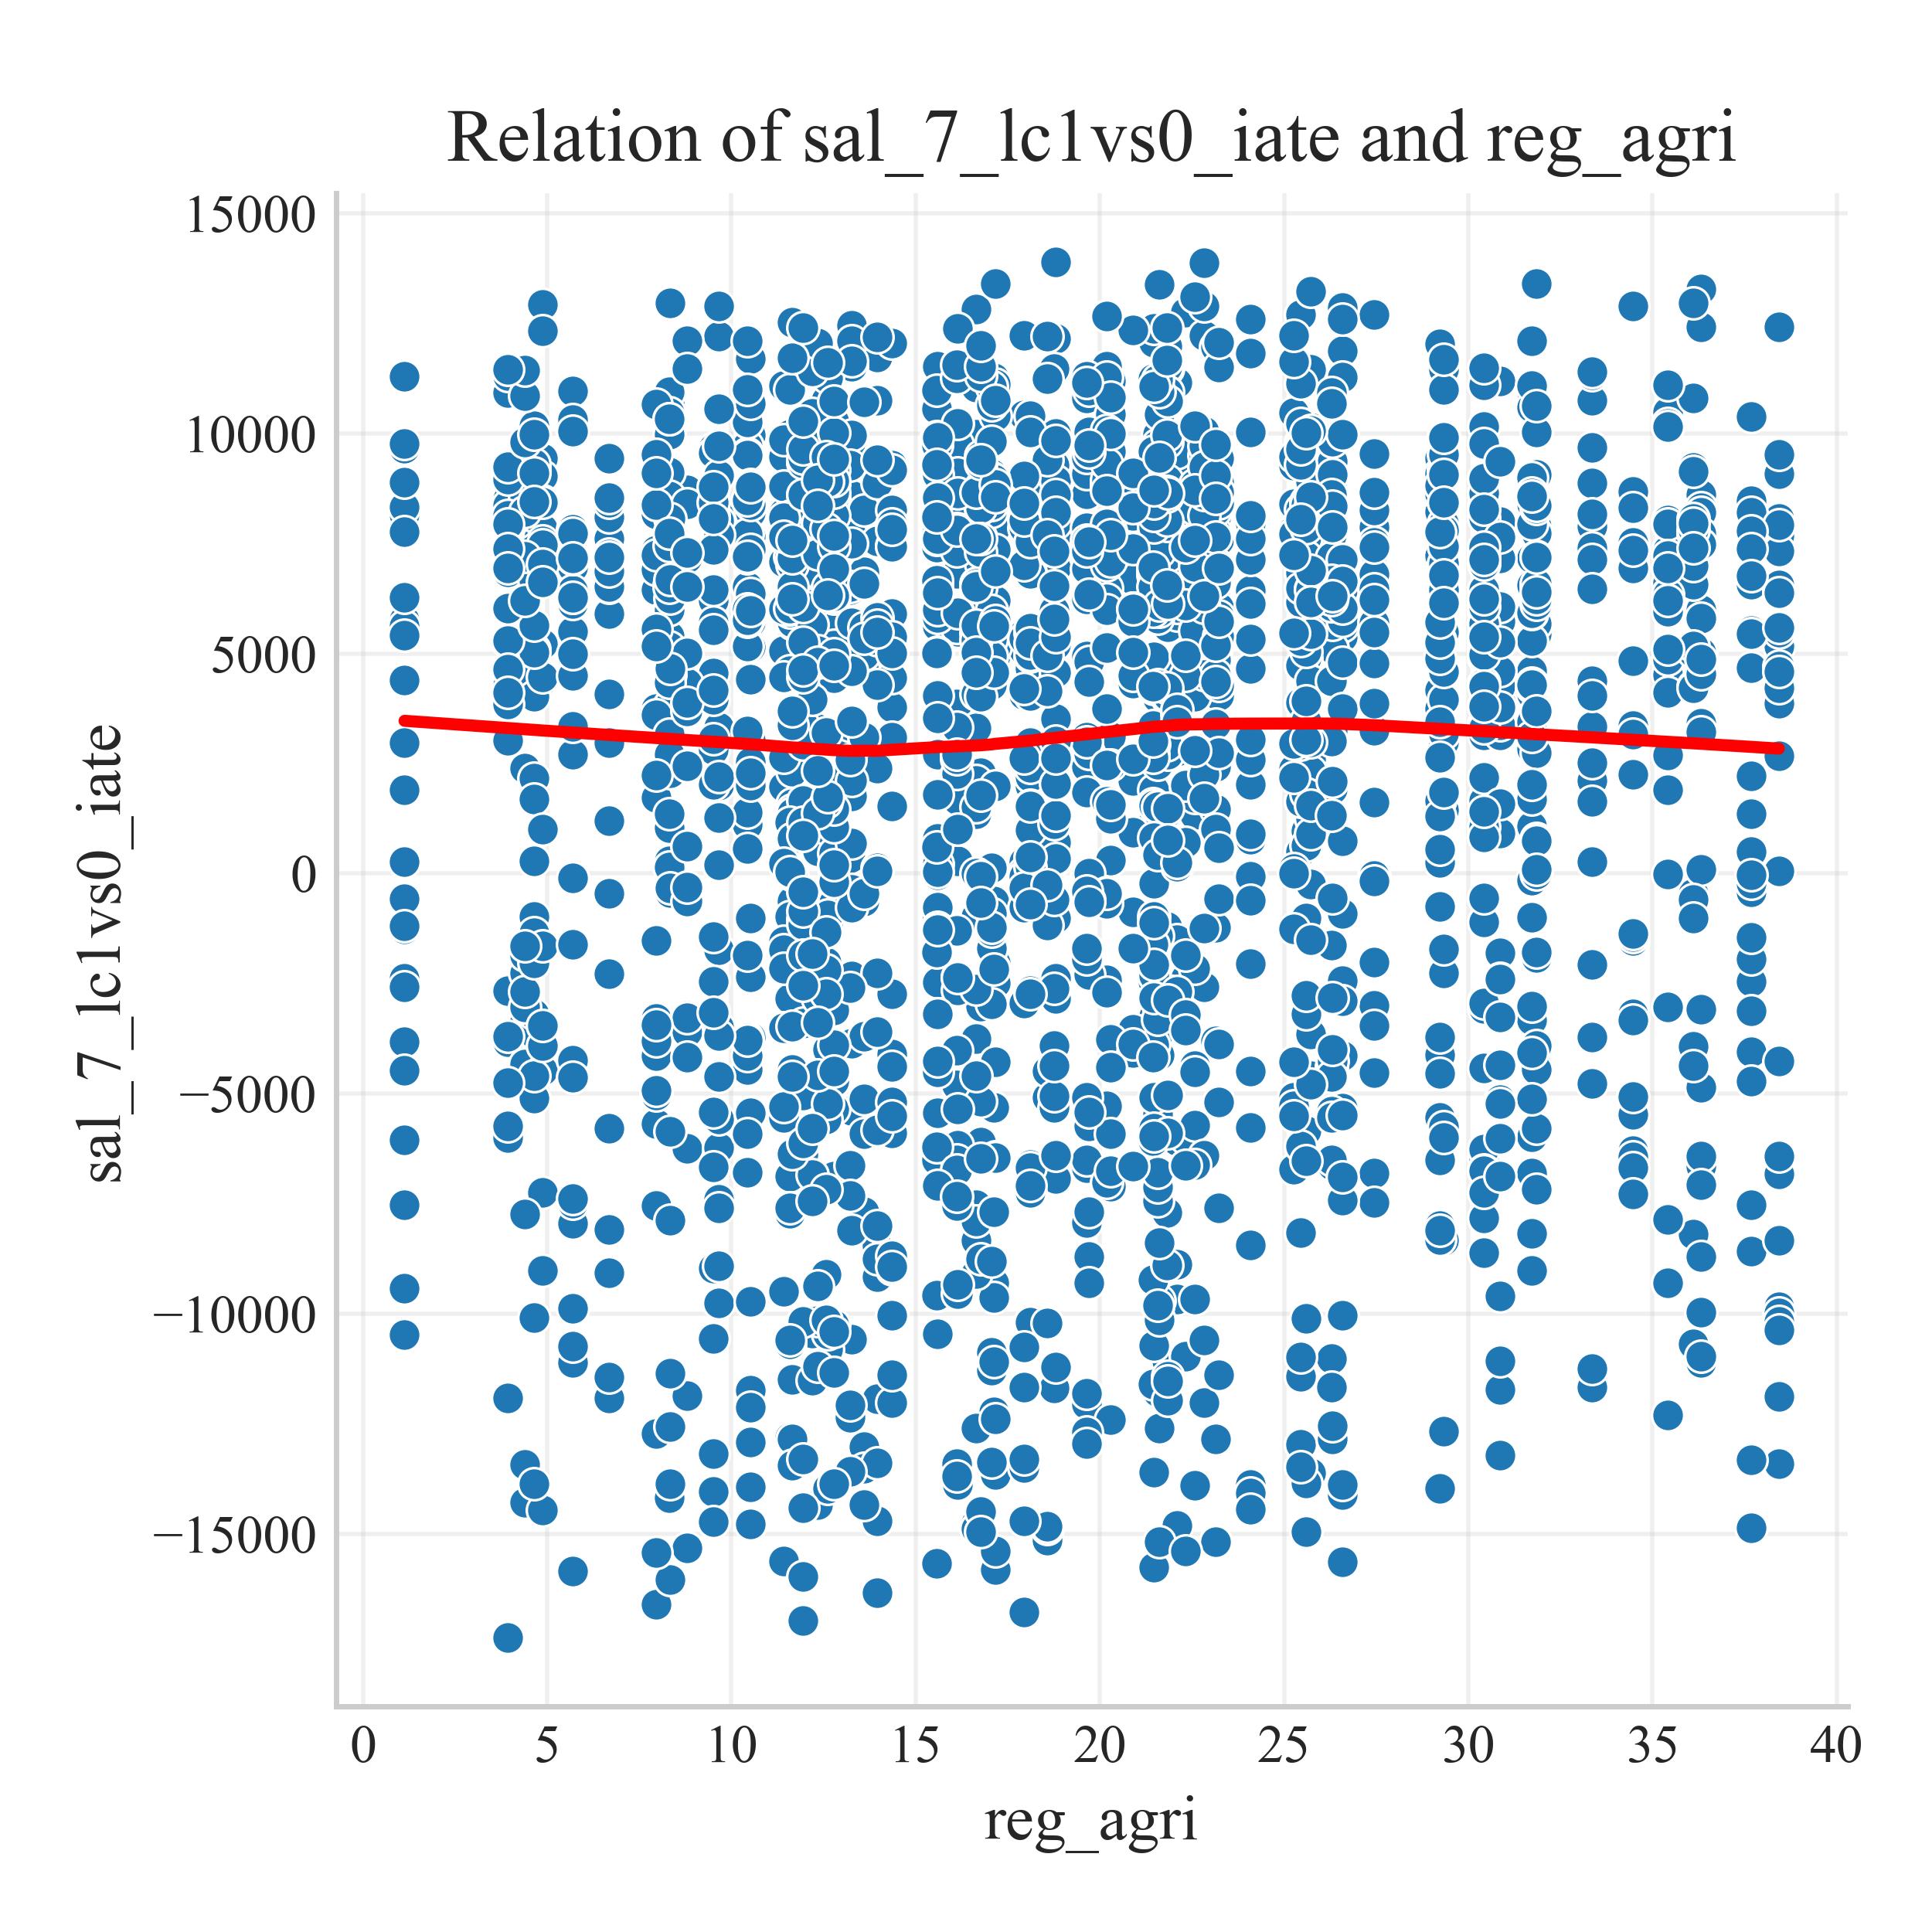 Relation of sal_7_lc1vs0_iate and reg_agri
15000
10000
5000
0
−5000
−10000
−15000
sal_7_lc1vs0_iate
0 5 10 15 20 25 30 35 40
reg_agri